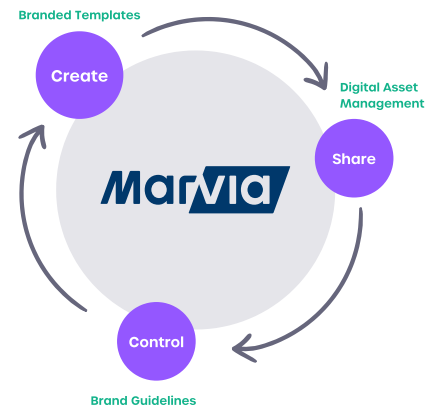 Branded Templates
Create
Digital Asset
Management
Share
Marvia
Control
Brand Guidelines